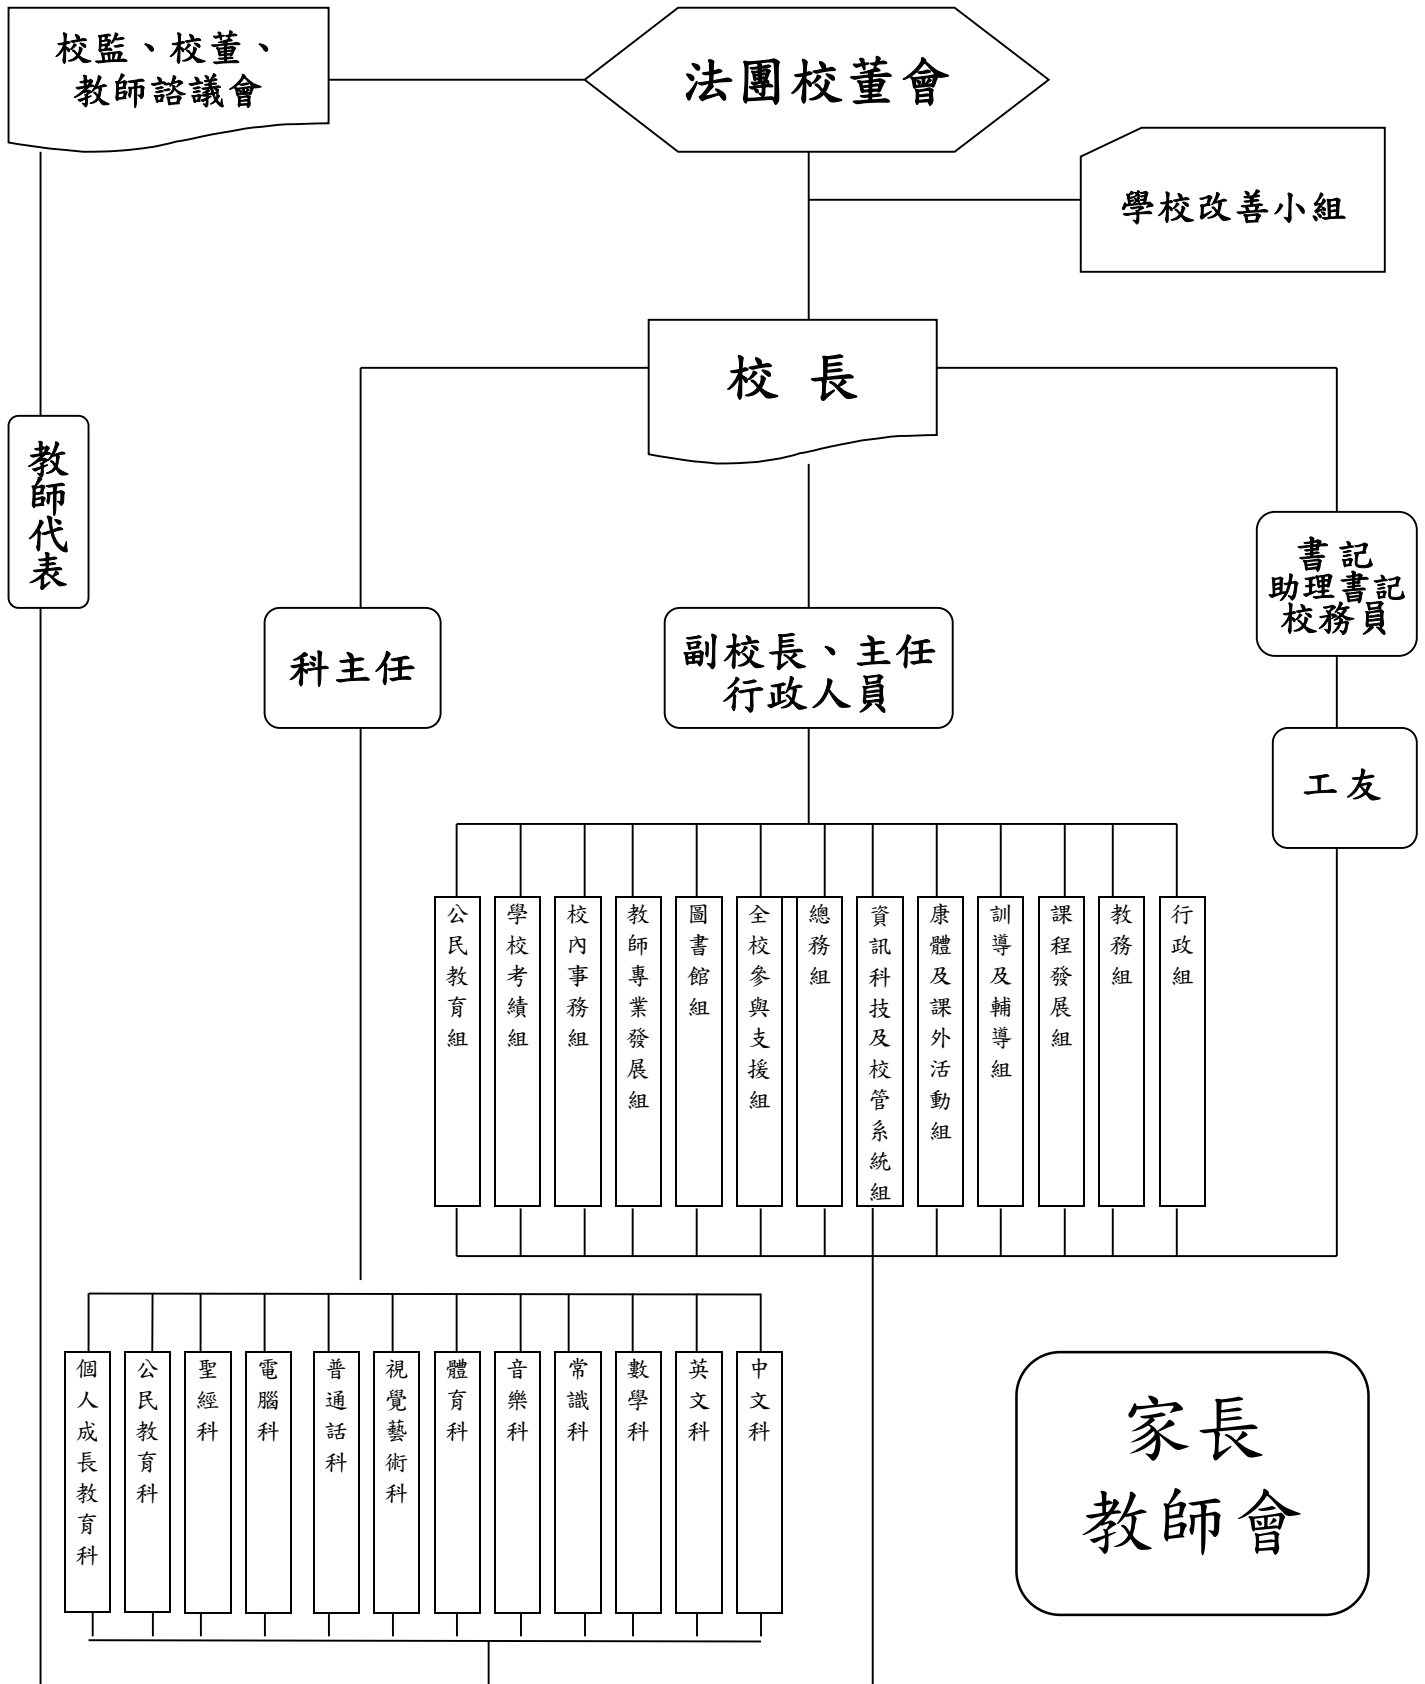 校監、校董、
教師諮議會
法團校董會
學校改善小組
校 長
教師代表
書記
助理書記
校務員
科主任
副校長、主任
行政人員
工友
公民教育組
學校考績組
校內事務組
教師專業發展組
圖書館組
全校參與支援組
總務組
資訊科技及校管系統組
康體及課外活動組
訓導及輔導組
課程發展組
教務組
行政組
個人成長教育科
公民教育科
聖經科
電腦科
普通話科
視覺藝術科
體育科
音樂科
常識科
數學科
英文科
中文科
家長
教師會